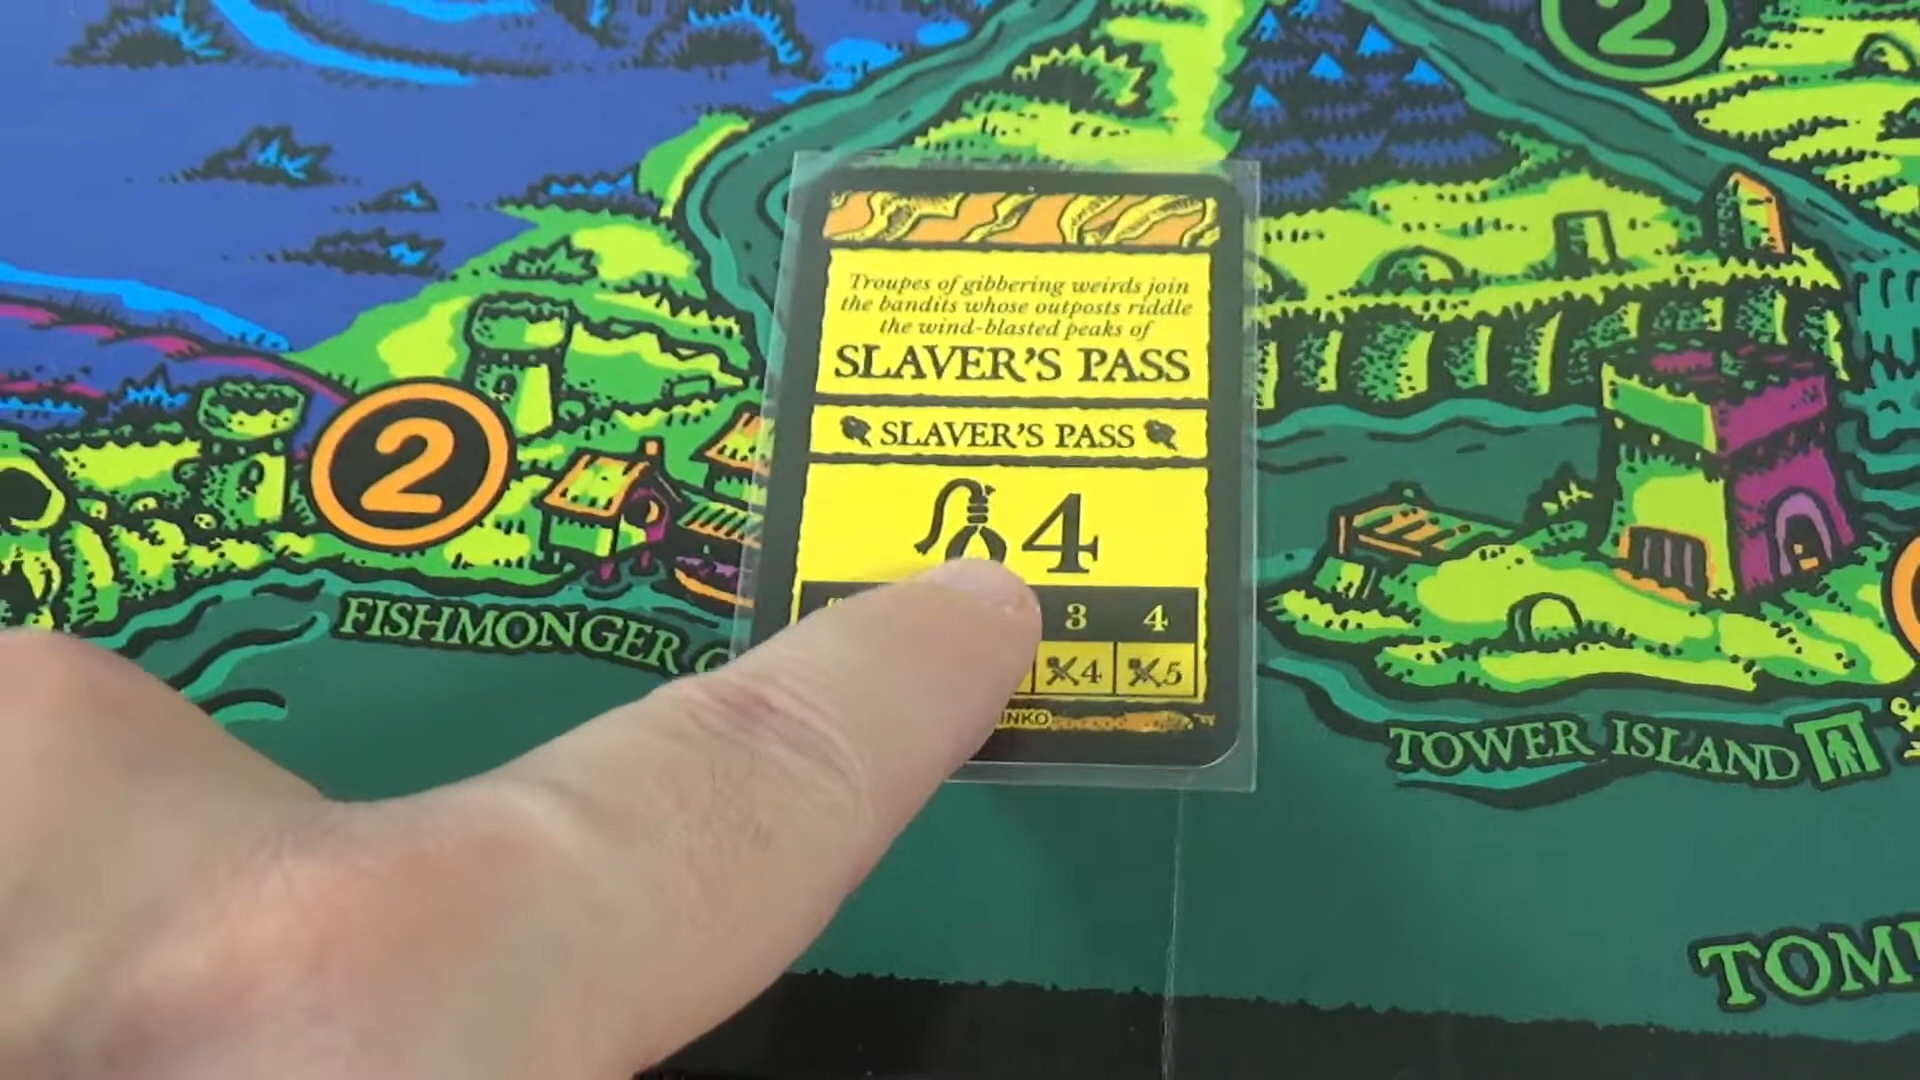 2
2
Troupes of gibbering weirds join
the bandits whose outposts riddle
the wind-blasted peaks of
SLAVER'S PASS
SLAVER'S PASS
4
3 4
4 5
FISHMONGER
TOWER ISLAND